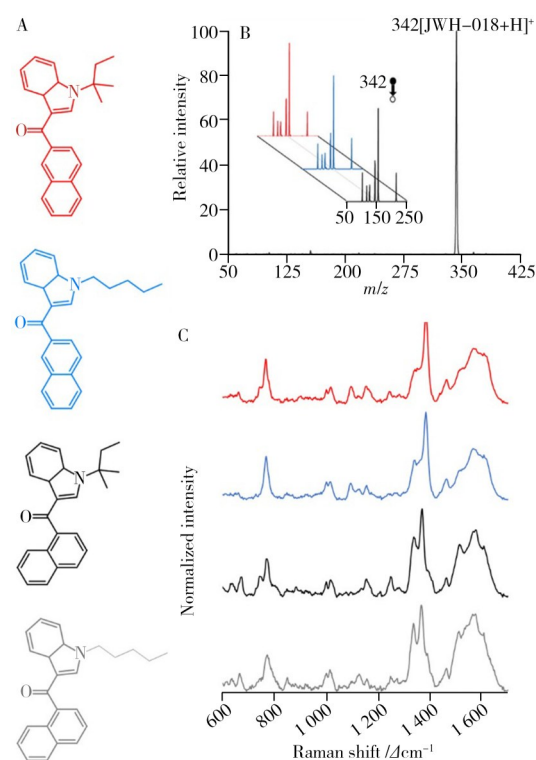 A
N
O
N
O
N
O
N
O
B
342[JWH-018+H]+
Relative intensity
100
80
60
40
20
0
342
50 150 250
50 125 200 275 350 425
m/z
C
Normalized intensity
600 800 1 000 1 200 1 400 1 600
Raman shift /Δcm−1